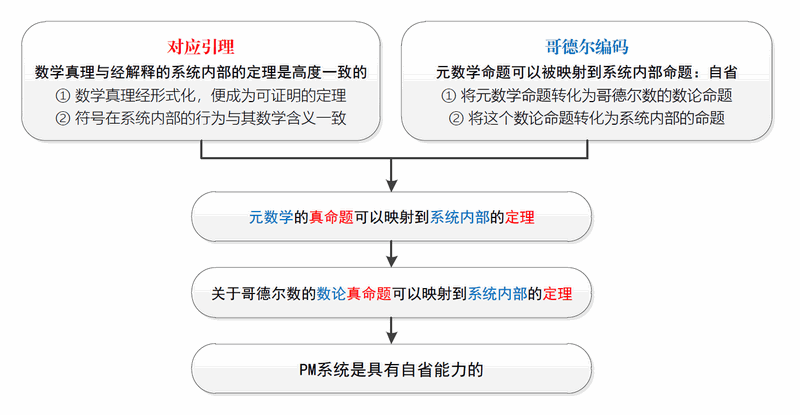 对应引理
数学真理与经解释的系统内部的定理是高度一致的
① 数学真理经形式化，便成为可证明的定理
② 符号在系统内部的行为与其数学含义一致
哥德尔编码
元数学命题可以被映射到系统内部命题：自省
① 将元数学命题转化为哥德尔数的数论命题
② 将这个数论命题转化为系统内部的命题
元数学的真命题可以映射到系统内部的定理
关于哥德尔数的数论真命题可以映射到系统内部的定理
PM系统是具有自省能力的